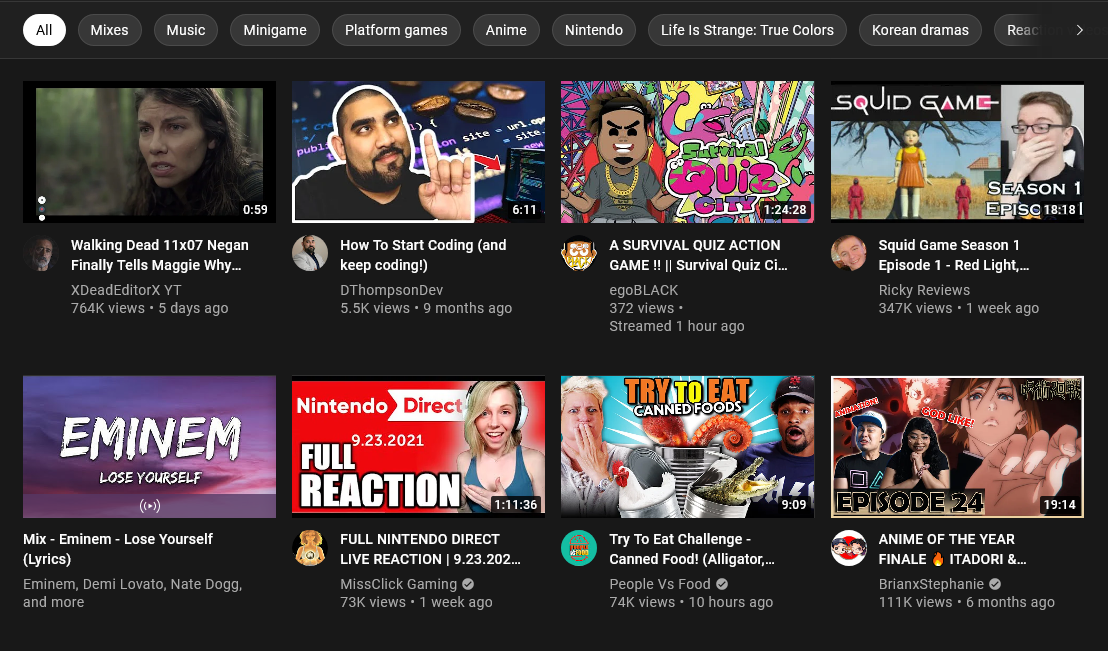 All
Mixes
Music
Minigame
Platform games
Anime
Nintendo
Life Is Strange: True Colors
Korean dramas
0:59
Walking Dead 11x07 Negan
Finally Tells Maggie Why...
XDeadEditorX YT
764K views • 5 days ago
6:11
How To Start Coding (and
keep coding!)
DThompsonDev
5.5K views • 9 months ago
Survival
QUIZ
CITY
1:24:28
A SURVIVAL QUIZ ACTION
GAME !! || Survival Quiz Ci...
egoBLACK
372 views •
Streamed 1 hour ago
SQUID GAME
SEASON 1
18:18
Squid Game Season 1
Episode 1 - Red Light,...
Ricky Reviews
347K views • 1 week ago
EMINEM
LOSE YOURSELF
Mix - Eminem - Lose Yourself
(Lyrics)
Eminem, Demi Lovato, Nate Dogg,
and more
Nintendo Direct
9.23.2021
FULL
REACTION
1:11:36
FULL NINTENDO DIRECT
LIVE REACTION | 9.23.202...
MissClick Gaming
73K views • 1 week ago
TRY TO EAT
CANNED FOODS
9:09
Try To Eat Challenge -
Canned Food! (Alligator,...
People Vs Food
74K views • 10 hours ago
ANIMATION!
GOD LIKE!
EPISODE 24
19:14
ANIME OF THE YEAR
FINALE 🔥 ITADORI &...
BrianxStephanie
111K views • 6 months ago